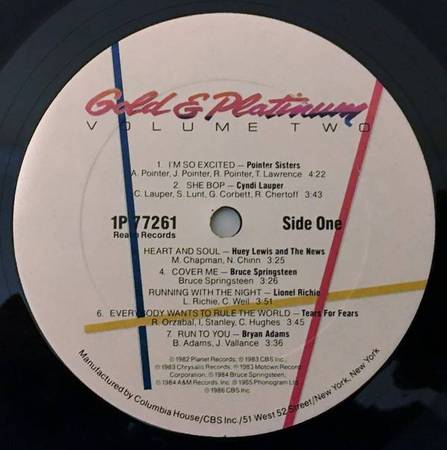 Gold & Platinum
VOLUME TWO
1. I'M SO EXCITED — Pointer Sisters
A. Pointer, J. Pointer, R. Pointer, T. Lawrence 4:22
2. SHE BOP — Cyndi Lauper
C. Lauper, S. Lunt, G. Corbett, R. Chertoff 3:43
1P 77261 Side One
Realm Records
HEART AND SOUL — Huey Lewis and The News
M. Chapman, N. Chinn 3:25
4. COVER ME — Bruce Springsteen
Bruce Springsteen 3:26
RUNNING WITH THE NIGHT — Lionel Richie
L. Richie, C. Weil 3:51
6. EVERYBODY WANTS TO RULE THE WORLD — Tears For Fears
R. Orzabal, I. Stanley, C. Hughes 3:45
7. RUN TO YOU — Bryan Adams
B. Adams, J. Vallance 3:36
℗ 1982 Planet Records; ℗ 1983 CBS Inc.
℗ 1983 Chrysalis Records; ℗ 1983 Motown Record
Corporation; ℗ 1984 Bruce Springsteen;
℗ 1984 A&M Records, Inc. ℗ 1985 Phonogram Ltd.
℗ 1986 CBS Inc.
Manufactured by Columbia House/CBS Inc./51 West 52 Street/New York, New York